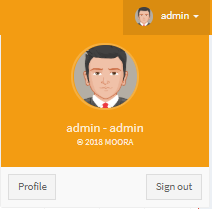 admin
admin - admin
© 2018 MOORA
Profile
Sign out